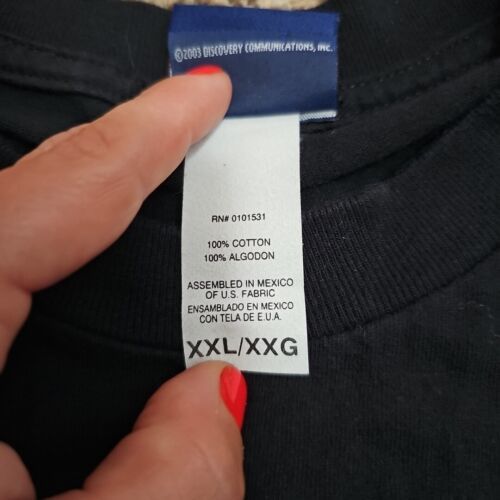 ©2003 DISCOVERY COMMUNICATIONS, INC.
RN# 0101531
100% COTTON
100% ALGODON
ASSEMBLED IN MEXICO
OF U.S. FABRIC
ENSAMBLADO EN MEXICO
CON TELA DE E.U.A.
XXL/XXG